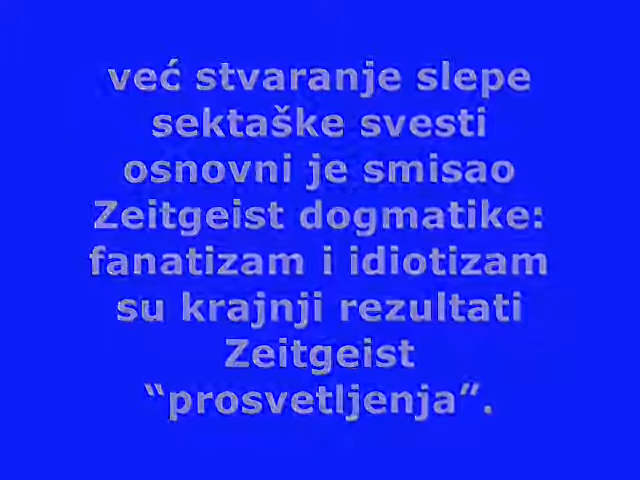 već stvaranje slepe
sektaške svesti
osnovni je smisao
Zeitgeist dogmatike:
fanatizam i idiotizam
su krajnji rezultati
Zeitgeist
“prosvetljenja”.